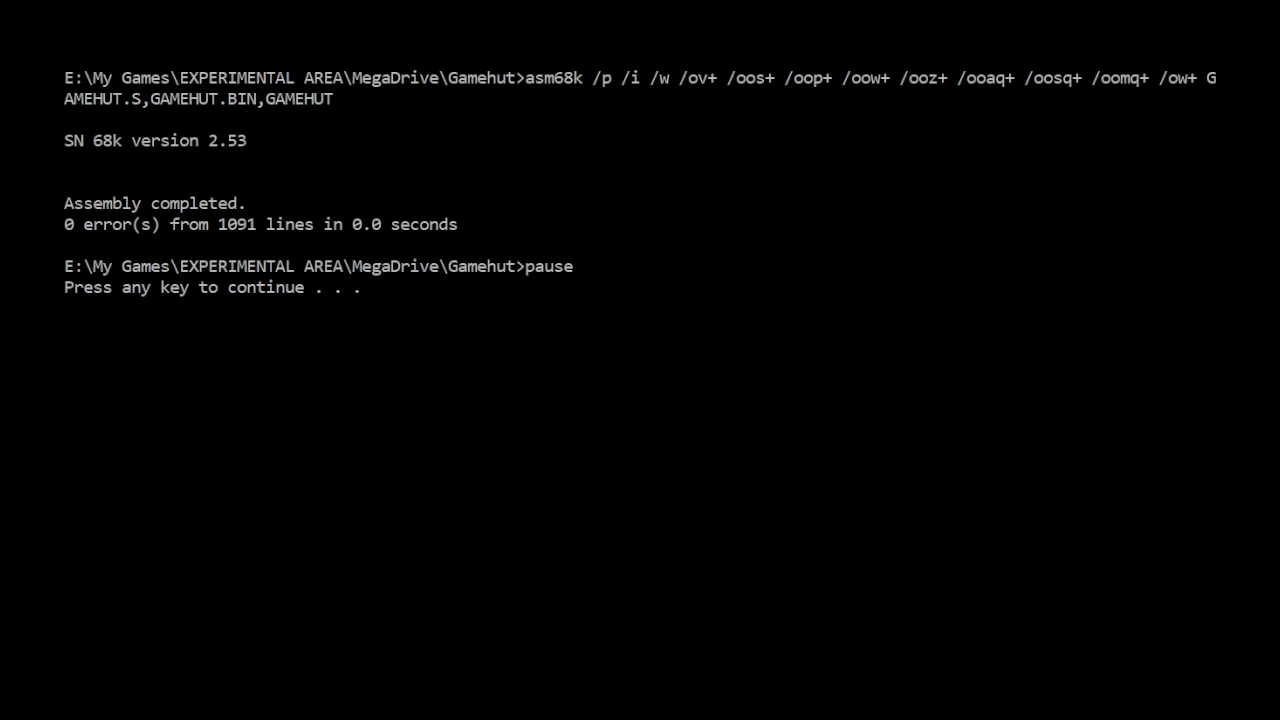 E:\My Games\EXPERIMENTAL AREA\MegaDrive\Gamehut>asm68k /p /i /w /ov+ /oos+ /oop+ /oow+ /ooz+ /ooaq+ /oosq+ /oomq+ /ow+ G
AMEHUT.S,GAMEHUT.BIN,GAMEHUT
SN 68k version 2.53
Assembly completed.
0 error(s) from 1091 lines in 0.0 seconds
E:\My Games\EXPERIMENTAL AREA\MegaDrive\Gamehut>pause
Press any key to continue . . .